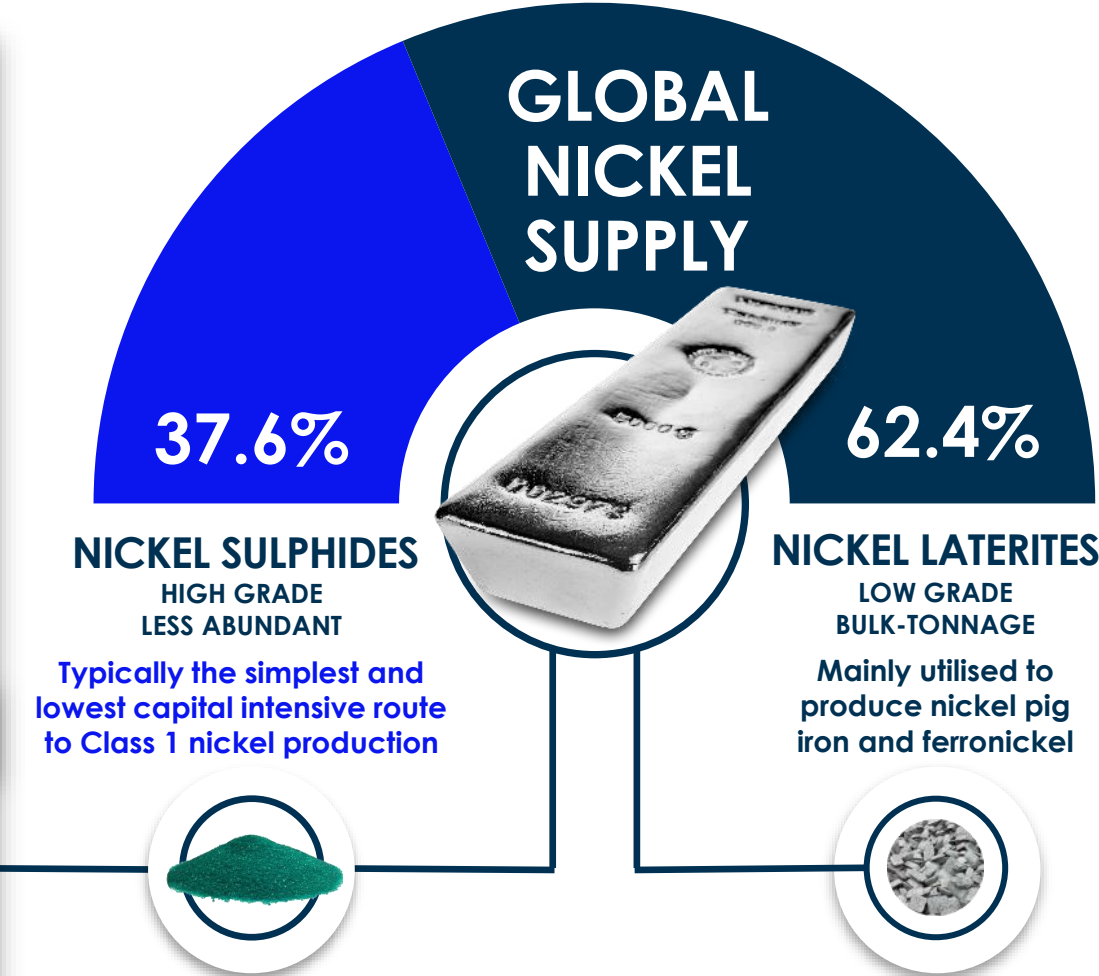 GLOBAL
NICKEL
SUPPLY
37.6%
62.4%
NICKEL SULPHIDES
HIGH GRADE
LESS ABUNDANT
Typically the simplest and
lowest capital intensive route
to Class 1 nickel production
NICKEL LATERITES
LOW GRADE
BULK-TONNAGE
Mainly utilised to
produce nickel pig
iron and ferronickel